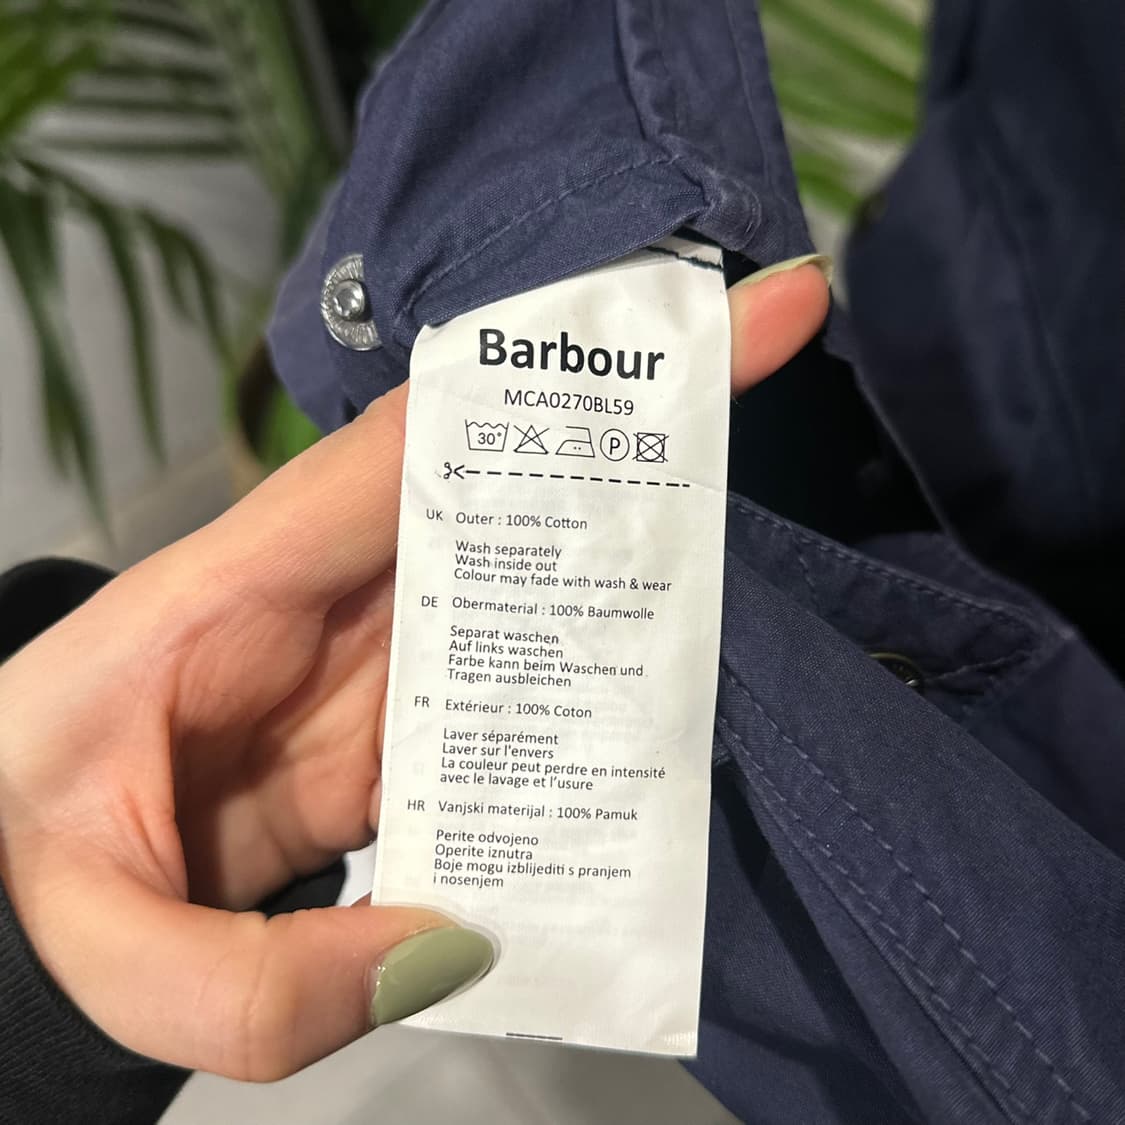 Barbour
MCA0270BL59
30° P
UK Outer : 100% Cotton
Wash separately
Wash inside out
Colour may fade with wash & wear
DE Obermaterial : 100% Baumwolle
Separat waschen
Auf links waschen
Farbe kann beim Waschen und
Tragen ausbleichen
FR Extérieur : 100% Coton
Laver séparément
Laver sur l'envers
La couleur peut perdre en intensité
avec le lavage et l'usure
HR Vanjski materijal : 100% Pamuk
Perite odvojeno
Operite iznutra
Boje mogu izblijediti s pranjem
i nosenjem